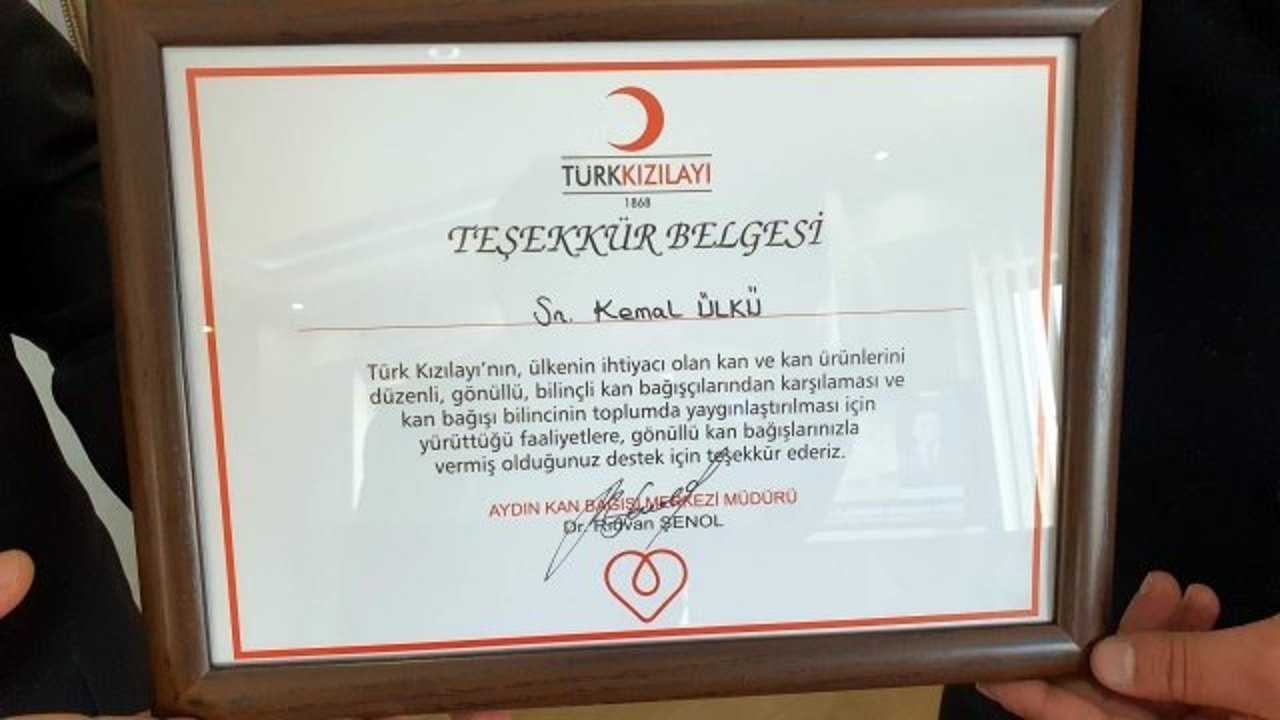 TÜRKKIZILAYI
1868
TEŞEKKÜR BELGESİ
Sn. Kemal ÜLKÜ
Türk Kızılayı'nın, ülkenin ihtiyacı olan kan ve kan ürünlerini
düzenli, gönüllü, bilinçli kan bağışçılarından karşılaması ve
kan bağışı bilincinin toplumda yaygınlaştırılması için
yürüttüğü faaliyetlere, gönüllü kan bağışlarınızla
vermiş olduğunuz destek için teşekkür ederiz.
AYDIN KAN BAĞIŞI MERKEZİ MÜDÜRÜ
Dr. Rıdvan ŞENOL